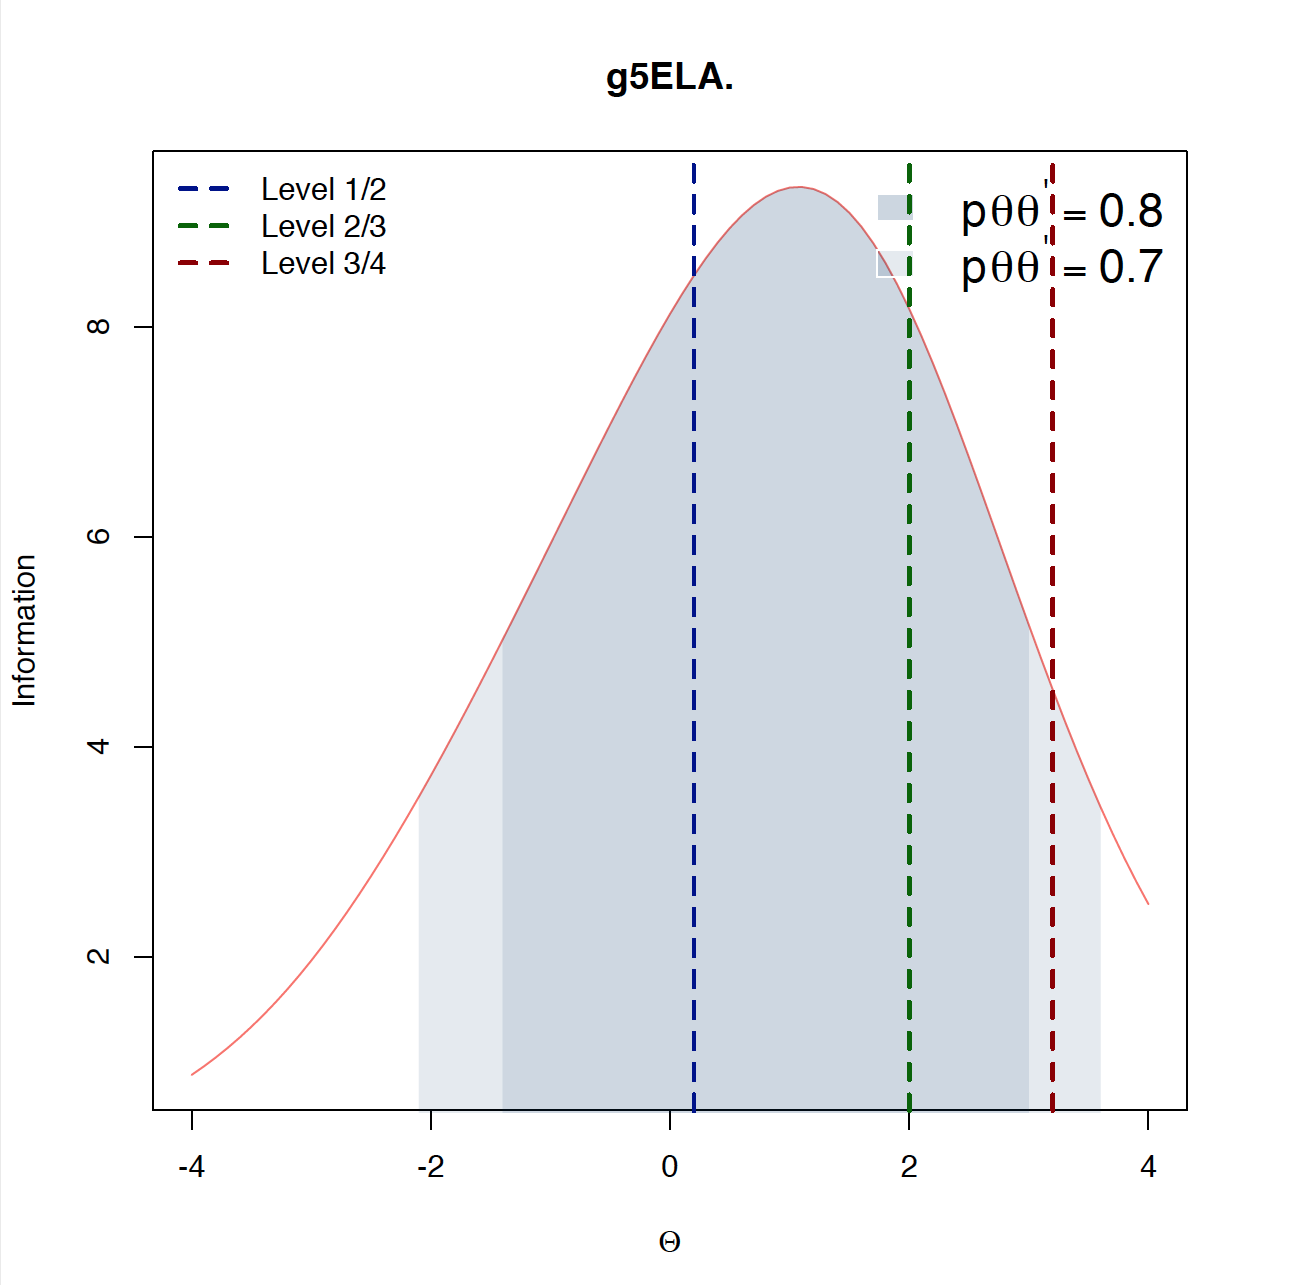 g5ELA.
Level 1/2
Level 2/3
Level 3/4
pθθ' = 0.8
pθθ' = 0.7
8
6
4
2
Information
-4 -2 0 2 4
Θ